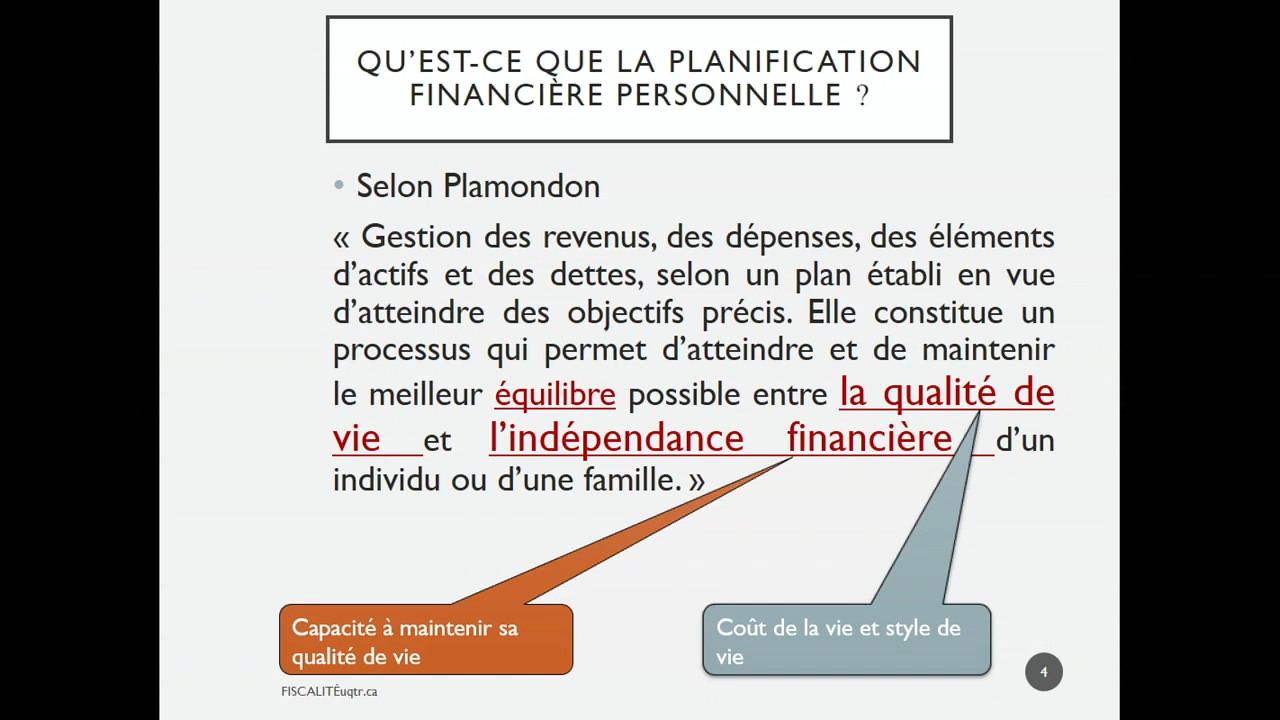 QU’EST-CE QUE LA PLANIFICATION
FINANCIÈRE PERSONNELLE ?
• Selon Plamondon
« Gestion des revenus, des dépenses, des éléments
d’actifs et des dettes, selon un plan établi en vue
d’atteindre des objectifs précis. Elle constitue un
processus qui permet d’atteindre et de maintenir
le meilleur équilibre possible entre la qualité de
vie et l’indépendance financière d’un
individu ou d’une famille. »
Capacité à maintenir sa
qualité de vie
Coût de la vie et style de
vie
FISCALITÉuqtr.ca
4